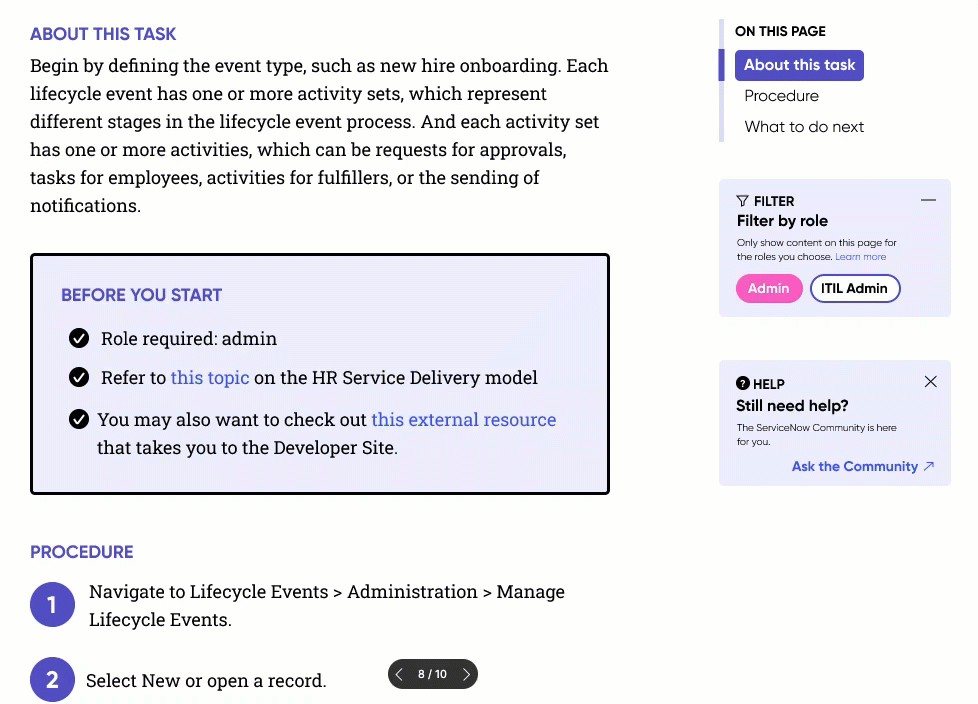 ABOUT THIS TASK
Begin by defining the event type, such as new hire onboarding. Each
lifecycle event has one or more activity sets, which represent
different stages in the lifecycle event process. And each activity set
has one or more activities, which can be requests for approvals,
tasks for employees, activities for fulfillers, or the sending of
notifications.
BEFORE YOU START
Role required: admin
Refer to this topic on the HR Service Delivery model
You may also want to check out this external resource
that takes you to the Developer Site.
PROCEDURE
1
Navigate to Lifecycle Events > Administration > Manage
Lifecycle Events.
2
Select New or open a record.
8 / 10
ON THIS PAGE
About this task
Procedure
What to do next
FILTER
Filter by role
Only show content on this page for
the roles you choose. Learn more
Admin
ITIL Admin
? HELP
Still need help?
The ServiceNow Community is here
for you.
Ask the Community